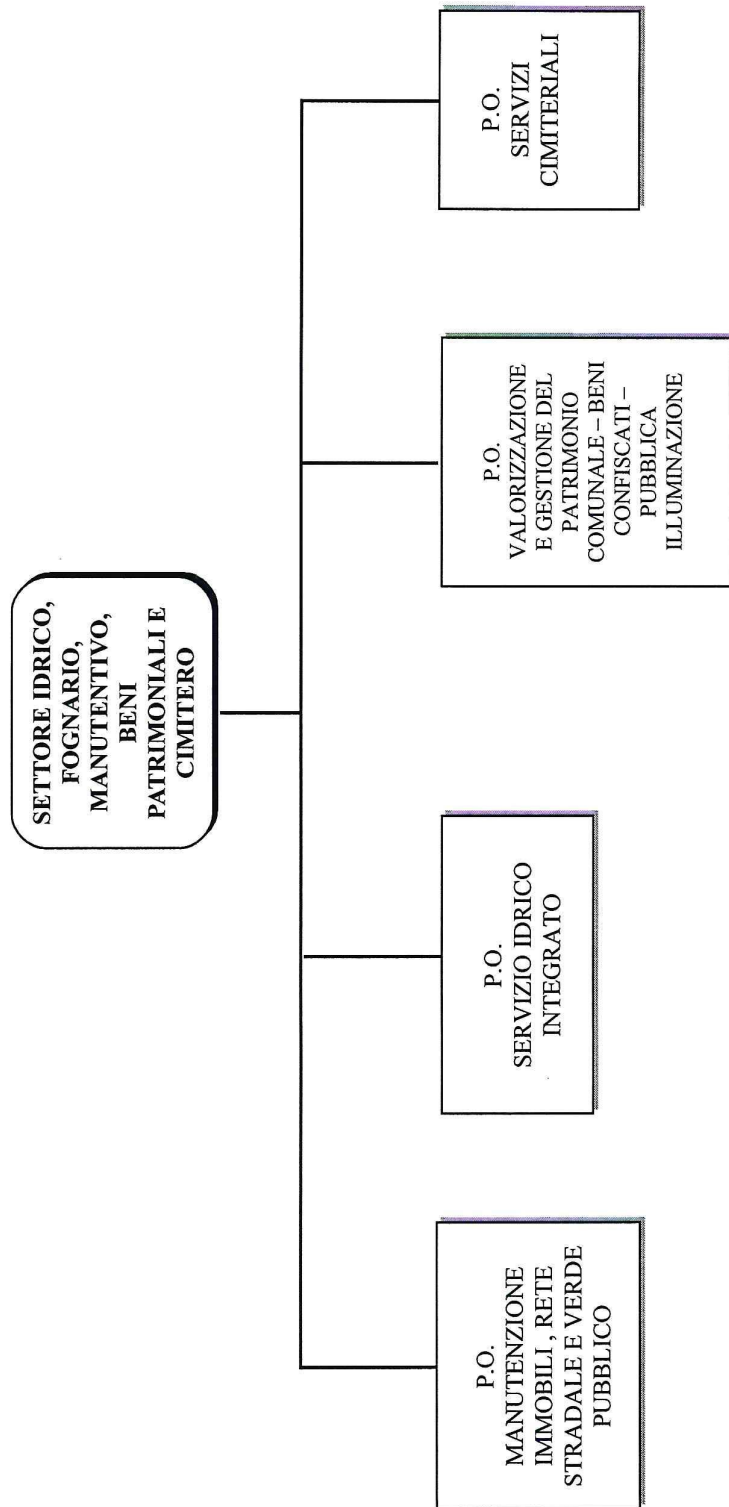 SETTORE IDRICO,
FOGNARIO,
MANUTENTIVO,
BENI
PATRIMONIALI E
CIMITERO
P.O.
MANUTENZIONE
IMMOBILI , RETE
STRADALE E VERDE
PUBBLICO
P.O.
SERVIZIO IDRICO
INTEGRATO
P.O.
VALORIZZAZIONE
E GESTIONE DEL
PATRIMONIO
COMUNALE – BENI
CONFISCATI –
PUBBLICA
ILLUMINAZIONE
P.O.
SERVIZI
CIMITERIALI